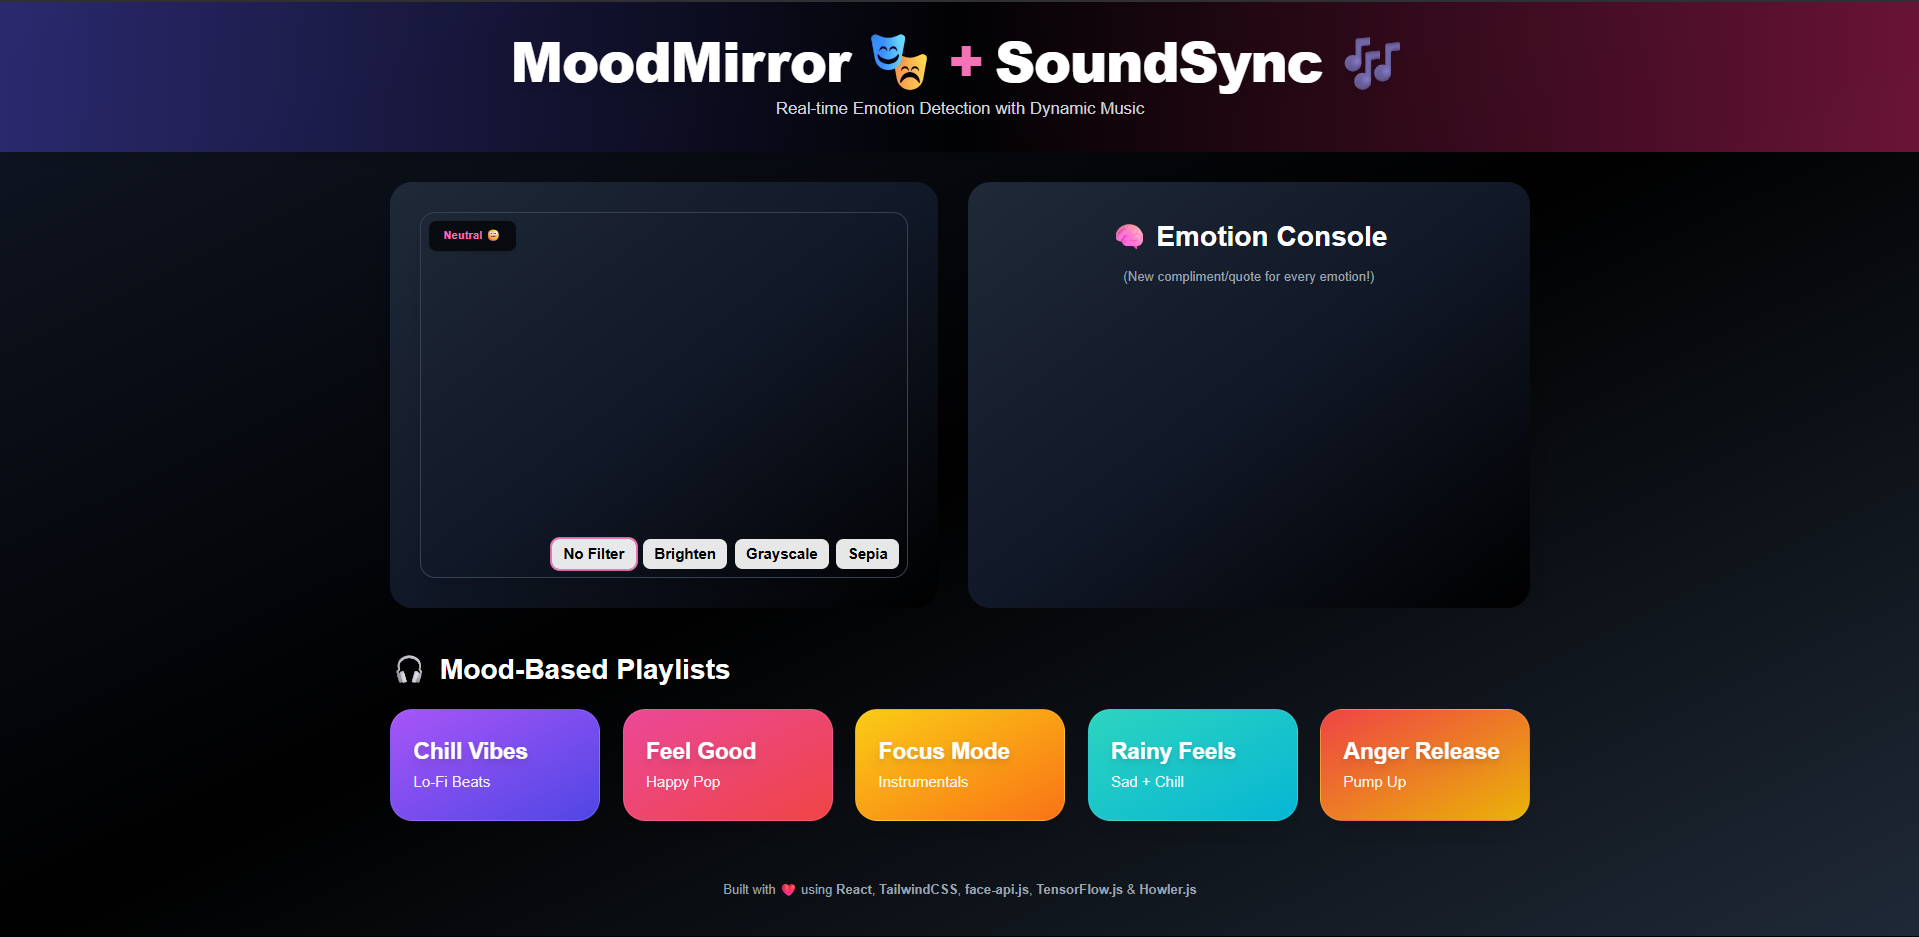 MoodMirror 🎭 + SoundSync 🎶
Real-time Emotion Detection with Dynamic Music
Neutral
No Filter
Brighten
Grayscale
Sepia
🧠 Emotion Console
(New compliment/quote for every emotion!)
🎧 Mood-Based Playlists
Chill Vibes
Lo-Fi Beats
Feel Good
Happy Pop
Focus Mode
Instrumentals
Rainy Feels
Sad + Chill
Anger Release
Pump Up
Built with ❤️ using React, TailwindCSS, face-api.js, TensorFlow.js & Howler.js